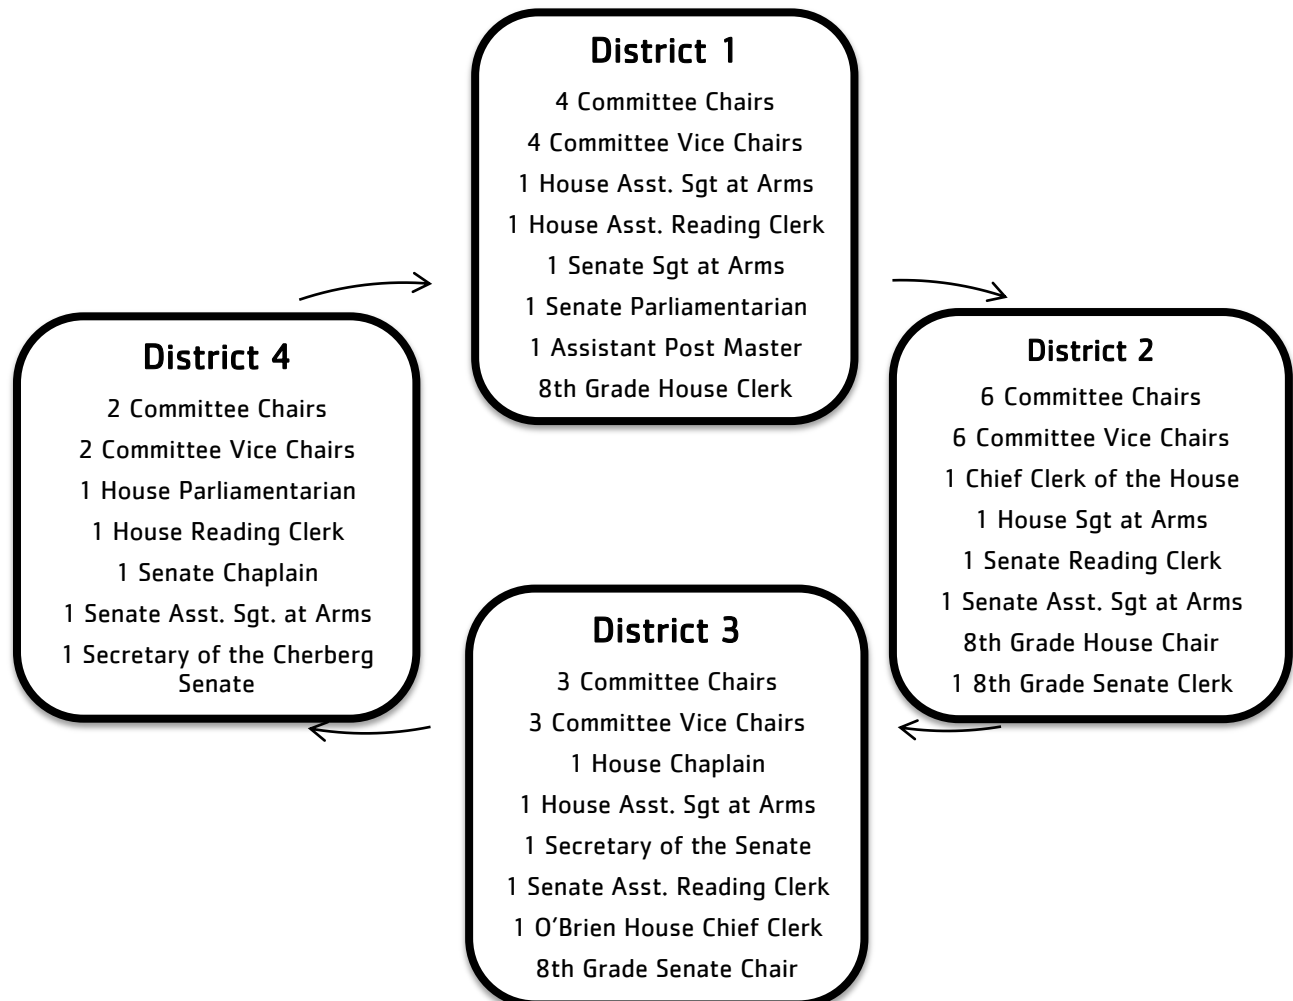 District 1
4 Committee Chairs
4 Committee Vice Chairs
1 House Asst. Sgt at Arms
1 House Asst. Reading Clerk
1 Senate Sgt at Arms
1 Senate Parliamentarian
1 Assistant Post Master
8th Grade House Clerk
District 2
6 Committee Chairs
6 Committee Vice Chairs
1 Chief Clerk of the House
1 House Sgt at Arms
1 Senate Reading Clerk
1 Senate Asst. Sgt at Arms
8th Grade House Chair
1 8th Grade Senate Clerk
District 3
3 Committee Chairs
3 Committee Vice Chairs
1 House Chaplain
1 House Asst. Sgt at Arms
1 Secretary of the Senate
1 Senate Asst. Reading Clerk
1 O’Brien House Chief Clerk
8th Grade Senate Chair
District 4
2 Committee Chairs
2 Committee Vice Chairs
1 House Parliamentarian
1 House Reading Clerk
1 Senate Chaplain
1 Senate Asst. Sgt. at Arms
1 Secretary of the Cherberg
Senate